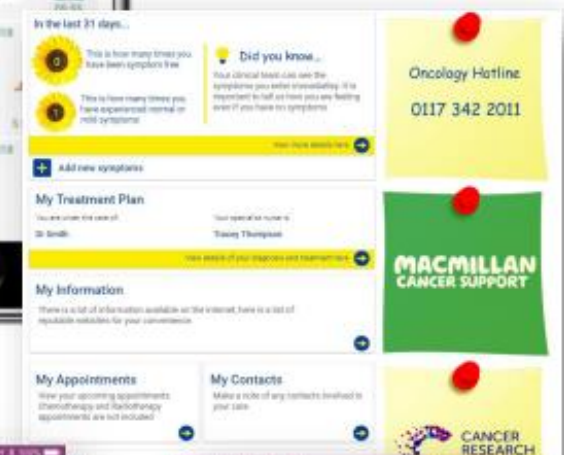 In the last 31 days...
0
This is how many times you
have been symptom free
1
This is how many times you
have experienced normal or
mild symptoms
Did you know...
Your clinical team can see the
symptoms you enter immediately. It is
important to tell us how you are feeling
even if you have no symptoms
View more details here
Add new symptoms
My Treatment Plan
You are under the care of:
Dr Smith
Your specialist nurse is:
Tracey Thompson
View details of your diagnosis and treatment here
My Information
There is a lot of information available on the internet, here is a list of
reputable websites for your convenience.
My Appointments
View your upcoming appointments
Chemotherapy and Radiotherapy
appointments are not included
My Contacts
Make a note of any contacts involved in
your care
Oncology Hotline
0117 342 2011
MACMILLAN
CANCER SUPPORT
CANCER
RESEARCH